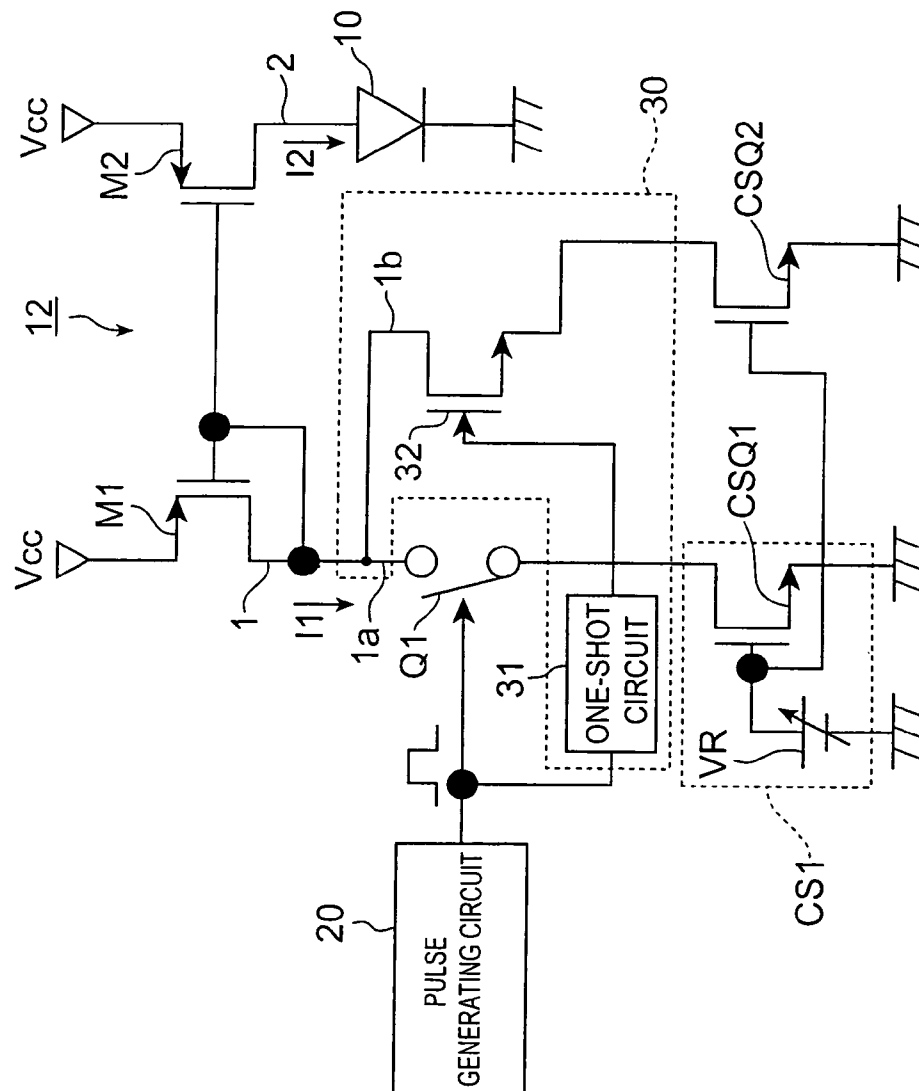 12
Vcc
M1
Vcc
M2
1
I1
2
I2
10
1a
1b
30
Q1
32
20
PULSE
GENERATING CIRCUIT
31
ONE-SHOT
CIRCUIT
CSQ1
CSQ2
VR
CS1